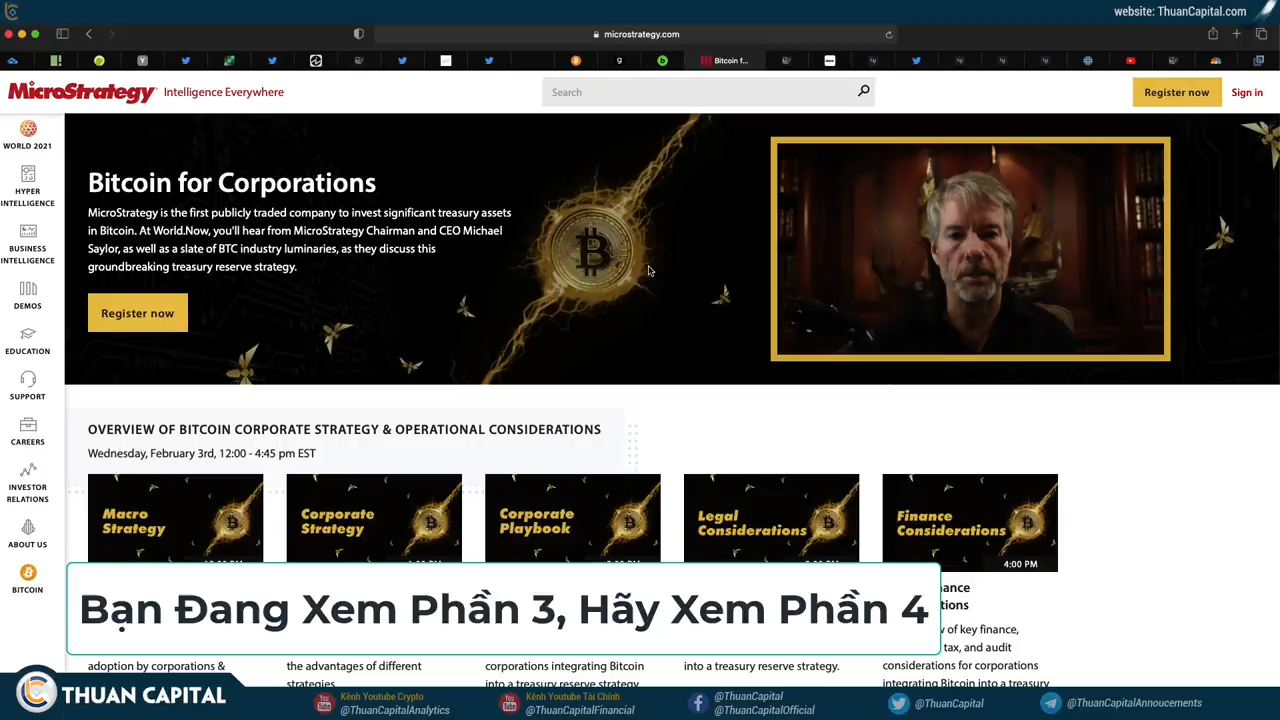 website: ThuanCapital.com
microstrategy.com
Bitcoin f...
MicroStrategy
Intelligence Everywhere
Search
Register now
Sign in
WORLD 2021
HYPER
INTELLIGENCE
BUSINESS
INTELLIGENCE
DEMOS
EDUCATION
SUPPORT
CAREERS
INVESTOR
RELATIONS
ABOUT US
BITCOIN
Bitcoin for Corporations
MicroStrategy is the first publicly traded company to invest significant treasury assets
in Bitcoin. At World.Now, you'll hear from MicroStrategy Chairman and CEO Michael
Saylor, as well as a slate of BTC industry luminaries, as they discuss this
groundbreaking treasury reserve strategy.
Register now
OVERVIEW OF BITCOIN CORPORATE STRATEGY & OPERATIONAL CONSIDERATIONS
Wednesday, February 3rd, 12:00 - 4:45 pm EST
Macro
Strategy
Corporate
Strategy
Corporate
Playbook
Legal
Considerations
Finance
Considerations
4:00 PM
Bạn Đang Xem Phần 3, Hãy Xem Phần 4
adoption by corporations &
the advantages of different
strategies.
corporations integrating Bitcoin
into a treasury reserve strategy
into a treasury reserve strategy.
of key finance,
tax, and audit
considerations for corporations
integrating Bitcoin into a treasury
THUAN CAPITAL
Kênh Youtube Crypto
@ThuanCapitalAnalytics
Kênh Youtube Tài Chính
@ThuanCapitalFinancial
@ThuanCapital
@ThuanCapitalOfficial
@ThuanCapital
@ThuanCapitalAnnoucements